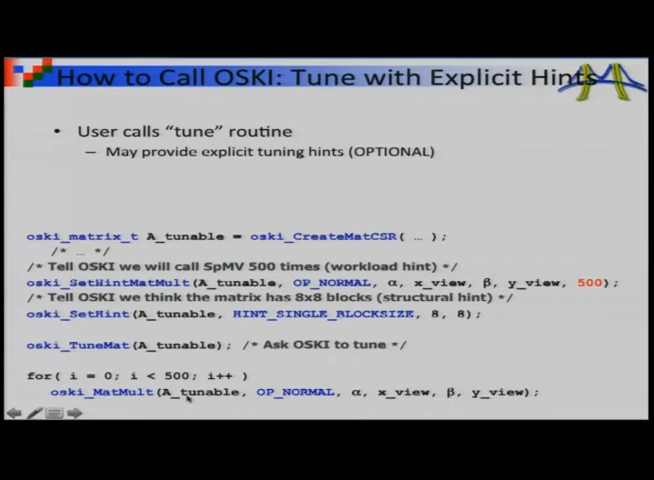 How to Call OSKI: Tune with Explicit Hints
• User calls “tune” routine
– May provide explicit tuning hints (OPTIONAL)
oski_matrix_t A_tunable = oski_CreateMatCSR( … );
/* … */
/* Tell OSKI we will call SpMV 500 times (workload hint) */
oski_SetHintMatMult(A_tunable, OP_NORMAL, α, x_view, β, y_view, 500);
/* Tell OSKI we think the matrix has 8x8 blocks (structural hint) */
oski_SetHint(A_tunable, HINT_SINGLE_BLOCKSIZE, 8, 8);
oski_TuneMat(A_tunable); /* Ask OSKI to tune */
for( i = 0; i < 500; i++ )
oski_MatMult(A_tunable, OP_NORMAL, α, x_view, β, y_view);